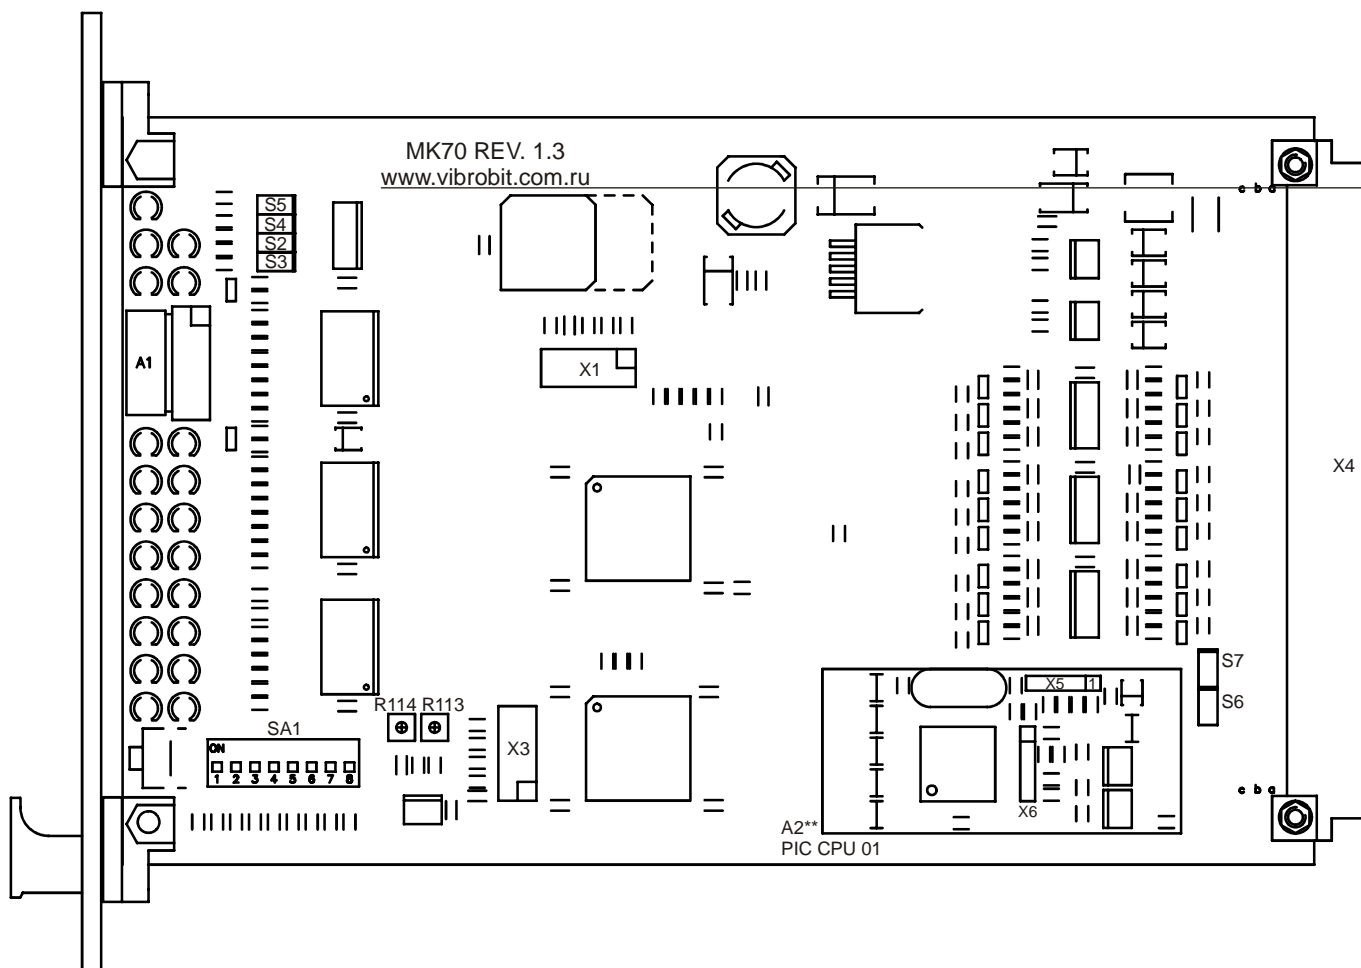 MK70 REV. 1.3
www.vibrobit.com.ru
c b a
S5
S4
S2
S3
A1
X1
X4
S7
S6
X5 1
R114 R113
SA1
ON
1 2 3 4 5 6 7 8
X3
X6
c b a
A2**
PIC CPU 01